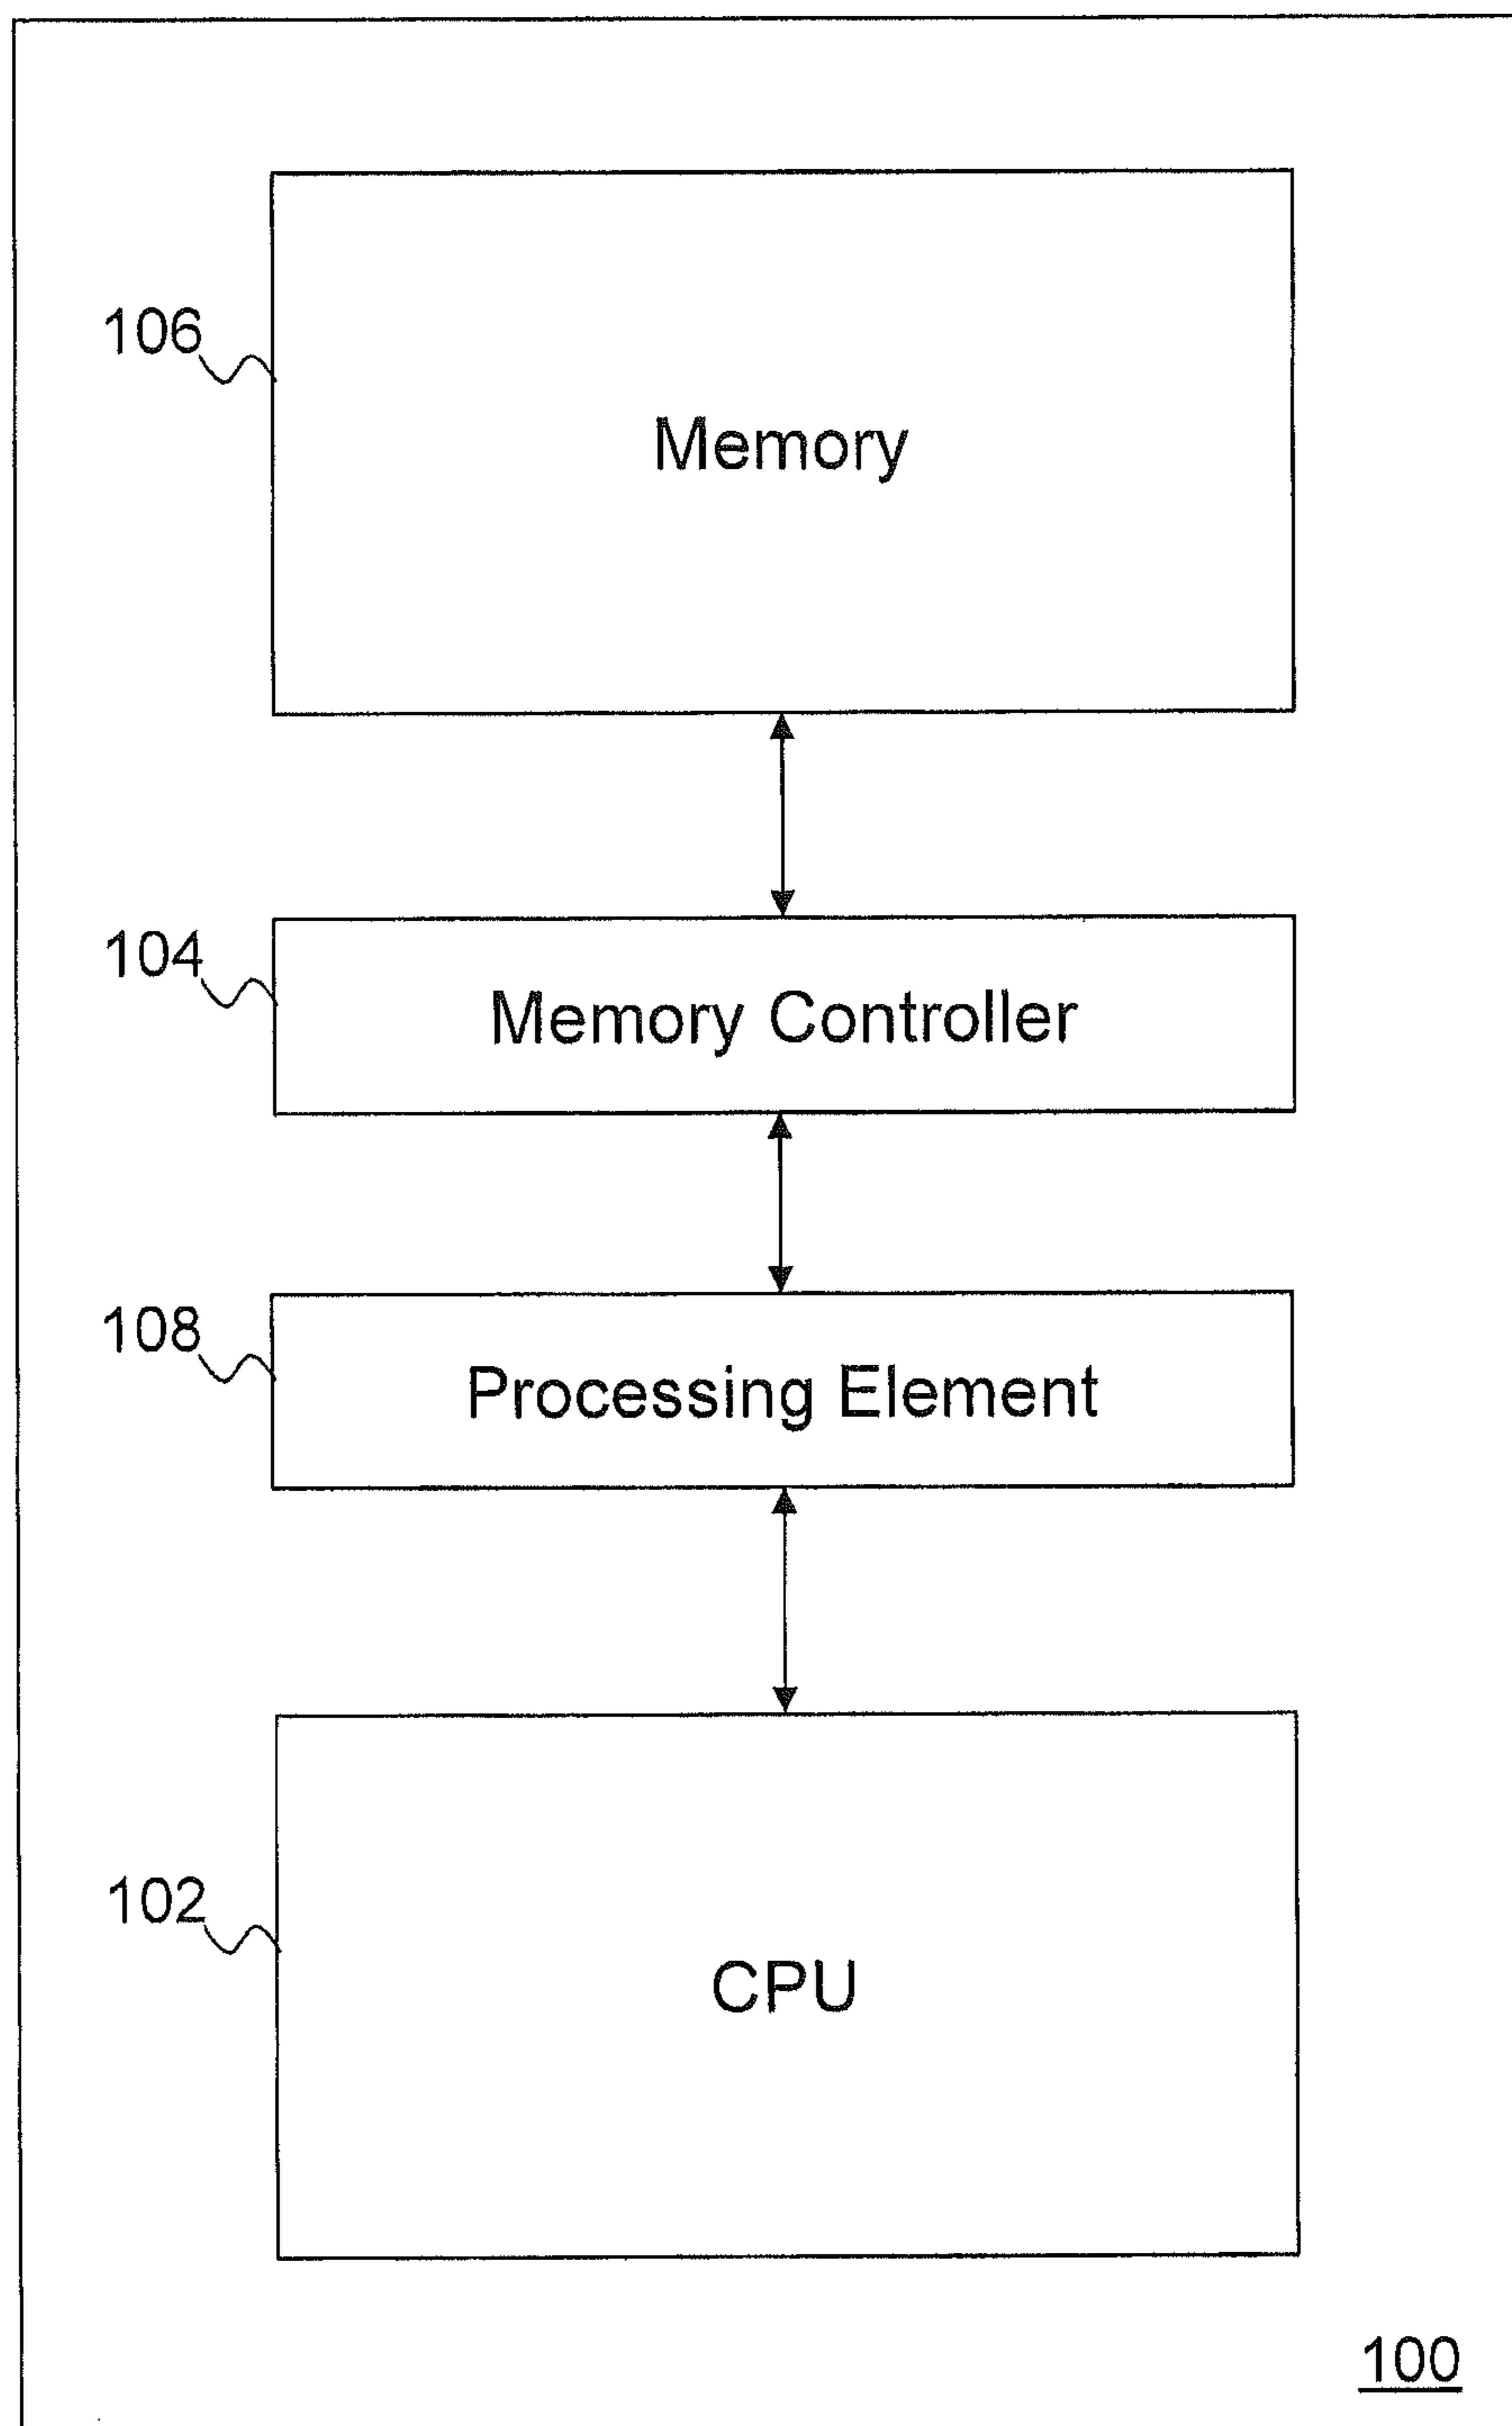 106
Memory
104
Memory Controller
108
Processing Element
102
CPU
100